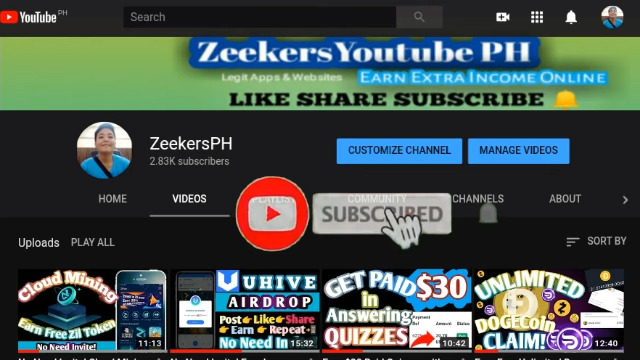 YouTube PH
Search
ZeekersYoutube PH
Legit Apps & Websites
EARN EXTRA INCOME ONLINE
LIKE SHARE SUBSCRIBE
ZeekersPH
2.83K subscribers
CUSTOMIZE CHANNEL
MANAGE VIDEOS
HOME
VIDEOS
PLAYLISTS
COMMUNITY
CHANNELS
ABOUT
SUBSCRIBED
Uploads
PLAY ALL
SORT BY
Cloud Mining
Earn Free Zil Token
No Need Invite!
11:13
UHIVE
AIRDROP
Post Like Share
Earn Repeat
No Need In
15:32
GET PAID
$30
in
Answering
QUIZZES
10:42
UNLIMITED
DOGECOIN
CLAIM!
12:40